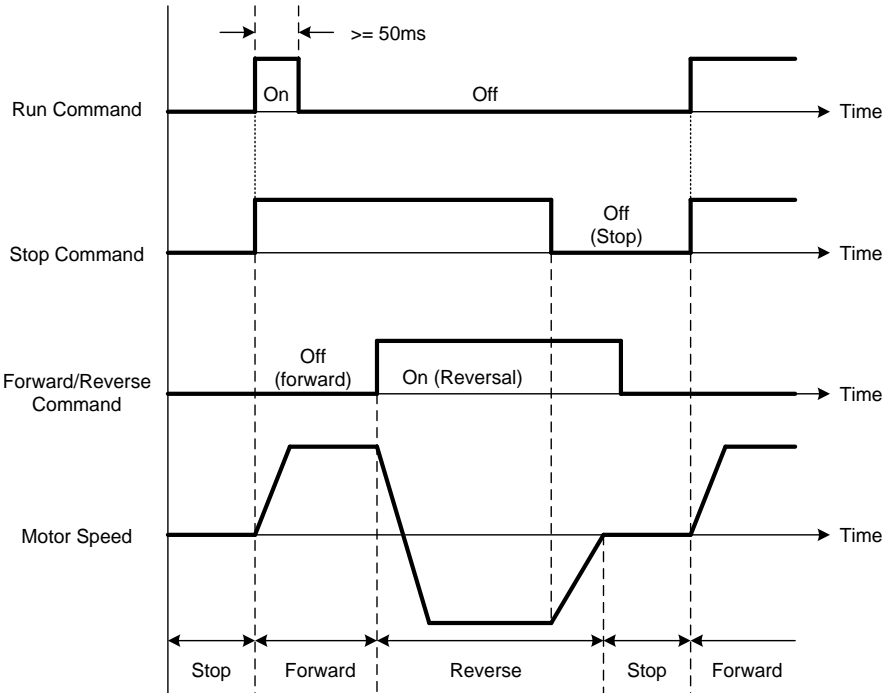 >= 50ms
On
Off
Run Command
Time
Off
(Stop)
Stop Command
Time
Off
(forward)
On (Reversal)
Forward/Reverse
Command
Time
Motor Speed
Time
Stop
Forward
Reverse
Stop
Forward